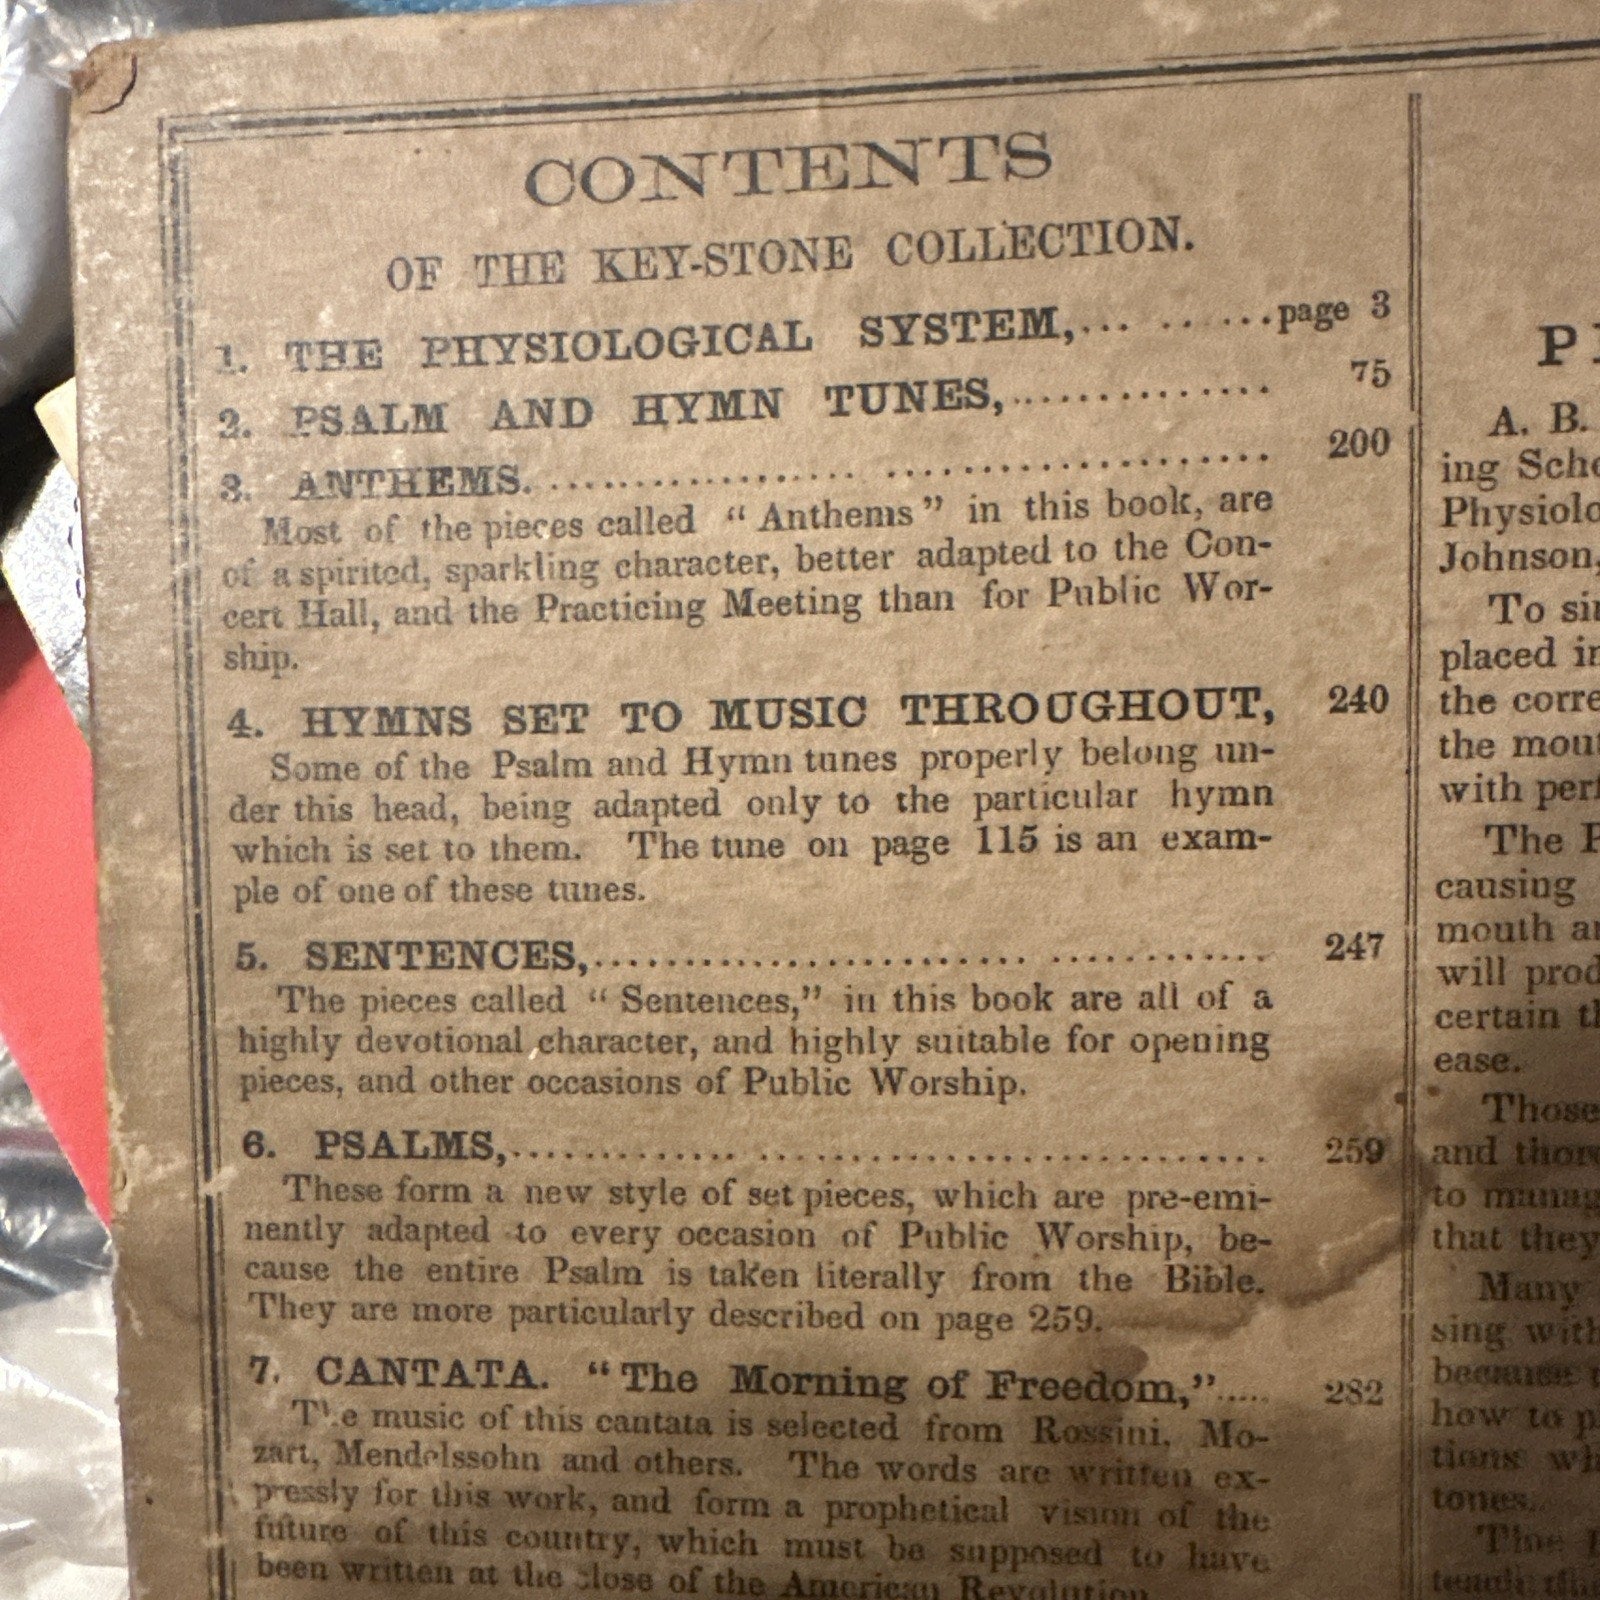 CONTENTS
OF THE KEY-STONE COLLECTION.
1. THE PHYSIOLOGICAL SYSTEM,... .. ...page 3
2. PSALM AND HYMN TUNES,.............. 75
3. ANTHEMS. ................. .................. 200
Most of the pieces called “Anthems” in this book, are
of a spirited, sparkling character, better adapted to the Con-
cert Hall, and the Practicing Meeting than for Public Wor-
ship.
4. HYMNS SET TO MUSIC THROUGHOUT, 240
Some of the Psalm and Hymn tunes properly belong un-
der this head, being adapted only to the particular hymn
which is set to them. The tune on page 115 is an exam-
ple of one of these tunes.
5. SENTENCES,......................... ............. 247
The pieces called “Sentences,” in this book are all of a
highly devotional character, and highly suitable for opening
pieces, and other occasions of Public Worship.
6. PSALMS,.............. .............................. 259
These form a new style of set pieces, which are pre-emi-
nently adapted to every occasion of Public Worship, be-
cause the entire Psalm is taken literally from the Bible.
They are more particularly described on page 259.
7. CANTATA. “The Morning of Freedom,”..... 282
The music of this cantata is selected from Rossini, Mo-
zart, Mendelssohn and others. The words are written ex-
pressly for this work, and form a prophetical vision of the
future of this country, which must be supposed to have
been written at the close of the American Revolution
A. B.
ing
Johnson,
To
placed
the
the
with
The
causing
mouth
will
certain
ease.
Those
and
to
that they
Many
sing with
because
how to
tions
tones.
The